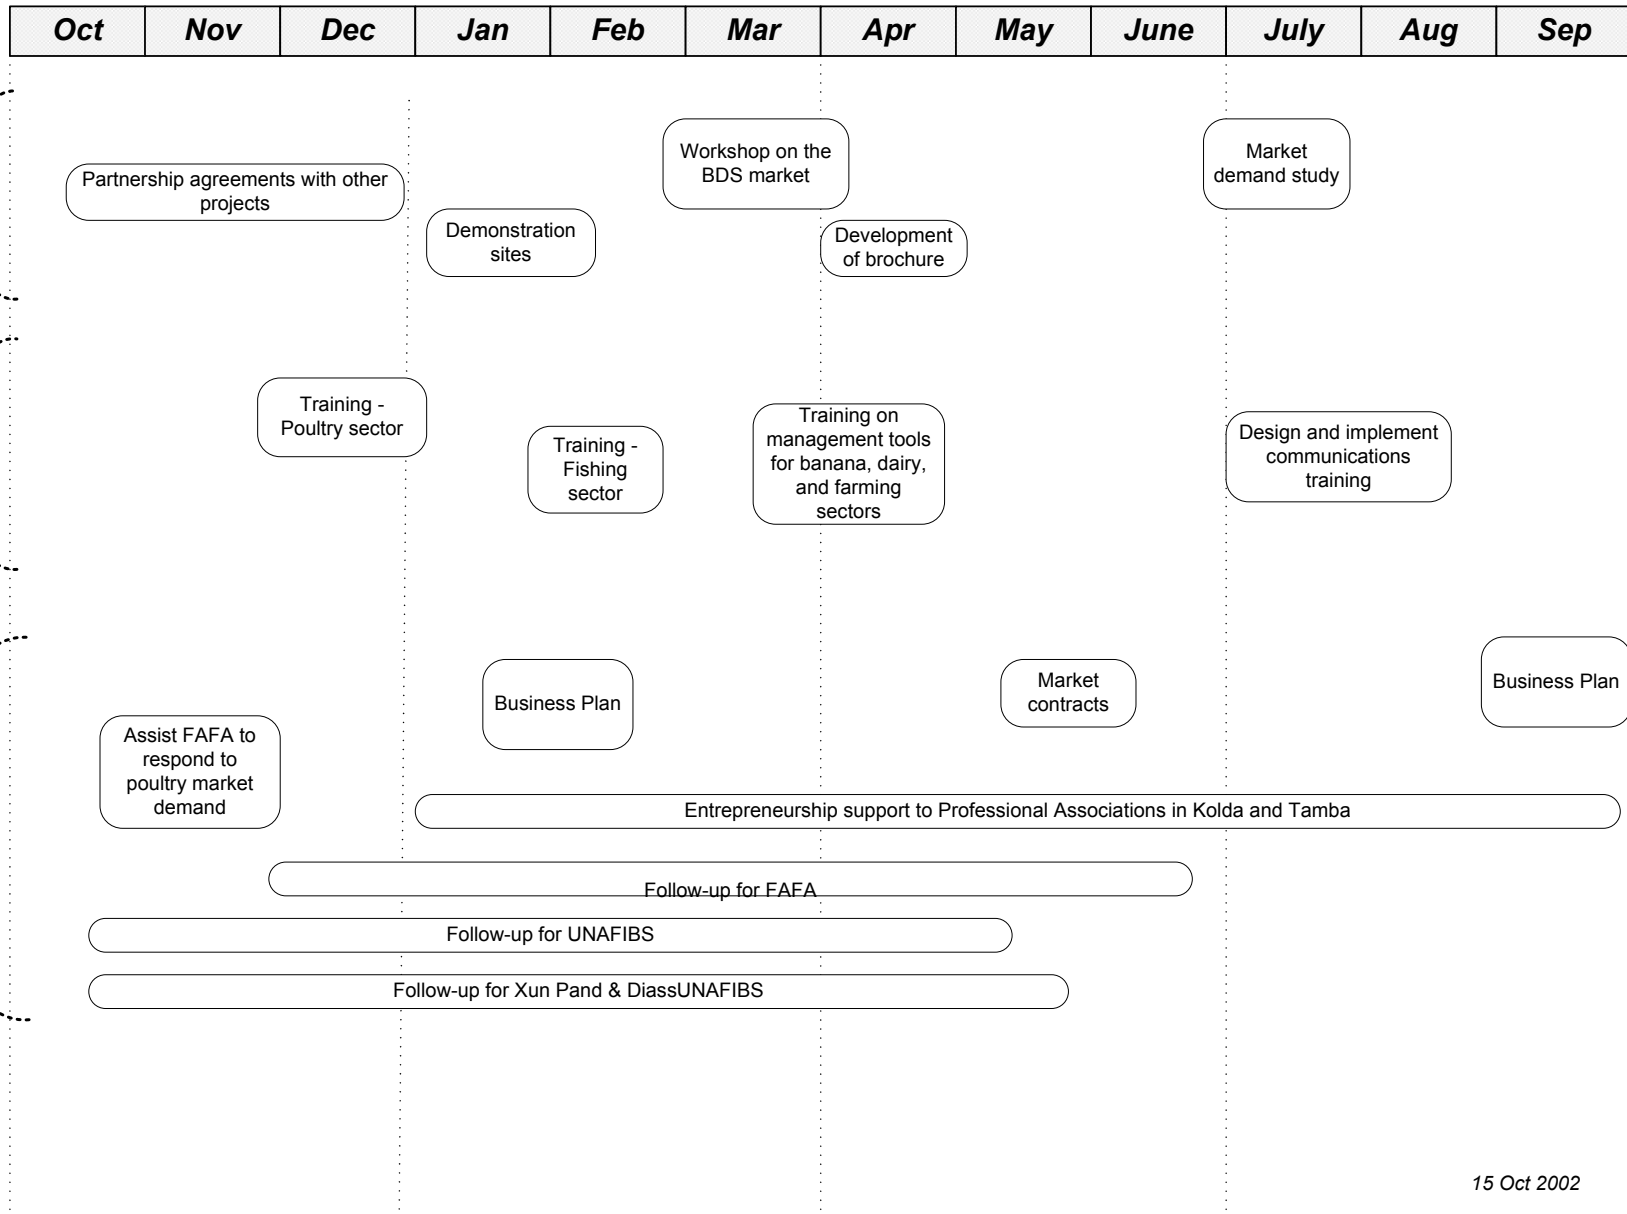 Oct Nov Dec Jan Feb Mar Apr May June July Aug Sep
Partnership agreements with other
projects
Demonstration
sites
Workshop on the
BDS market
Development
of brochure
Market
demand study
Training -
Poultry sector
Training -
Fishing
sector
Training on
management tools
for banana, dairy,
and farming
sectors
Design and implement
communications
training
Assist FAFA to
respond to
poultry market
demand
Business Plan
Market
contracts
Business Plan
Entrepreneurship support to Professional Associations in Kolda and Tamba
Follow-up for FAFA
Follow-up for UNAFIBS
Follow-up for Xun Pand & DiassUNAFIBS
15 Oct 2002